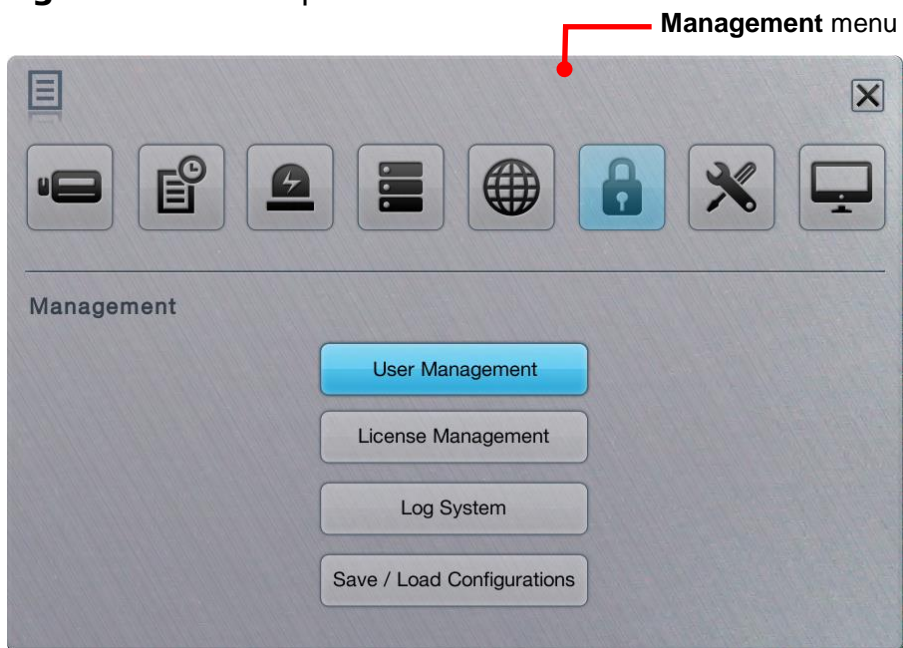 Management menu
Management
User Management
License Management
Log System
Save / Load Configurations